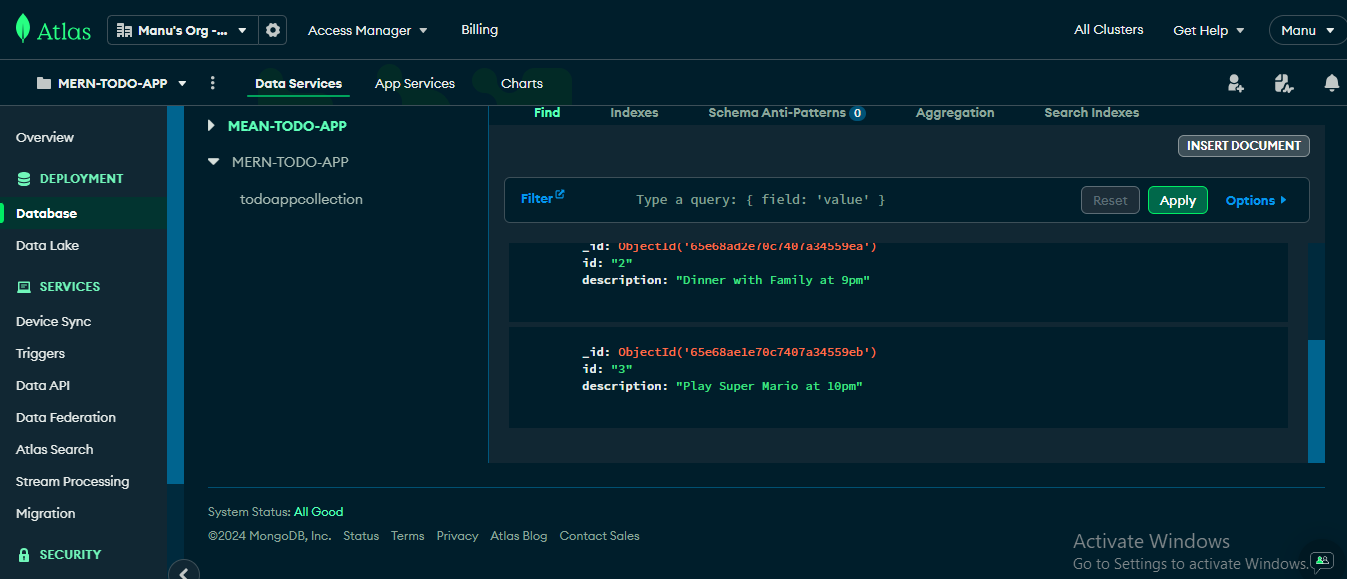 Atlas
Manu's Org -...
Access Manager
Billing
All Clusters
Get Help
Manu
MERN-TODO-APP
Data Services
App Services
Charts
Overview
DEPLOYMENT
Database
Data Lake
SERVICES
Device Sync
Triggers
Data API
Data Federation
Atlas Search
Stream Processing
Migration
SECURITY
MEAN-TODO-APP
MERN-TODO-APP
todoappcollection
Find
Indexes
Schema Anti-Patterns 0
Aggregation
Search Indexes
INSERT DOCUMENT
Filter
Type a query: { field: 'value' }
Reset
Apply
Options
_id: ObjectId('65e68ad2e70c7407a34559ea')
id: "2"
description: "Dinner with Family at 9pm"
_id: ObjectId('65e68ae1e70c7407a34559eb')
id: "3"
description: "Play Super Mario at 10pm"
System Status: All Good
©2024 MongoDB, Inc. Status Terms Privacy Atlas Blog Contact Sales
Activate Windows
Go to Settings to activate Windows.